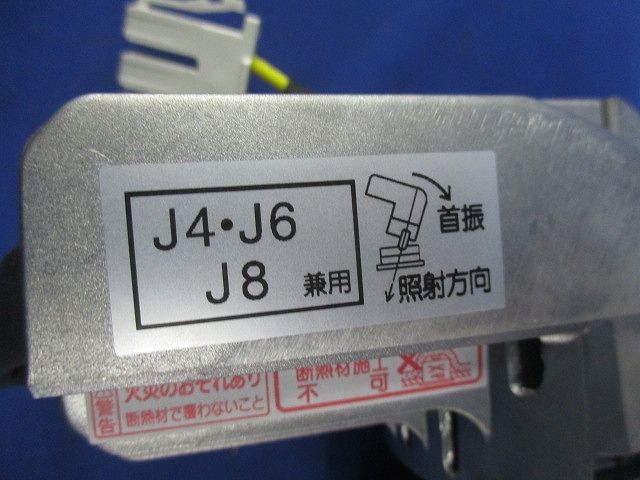 J4・J6
J8 兼用
首振
照射方向
警告
火災のおそれあり
断熱材で覆わないこと
断熱材施工
不可